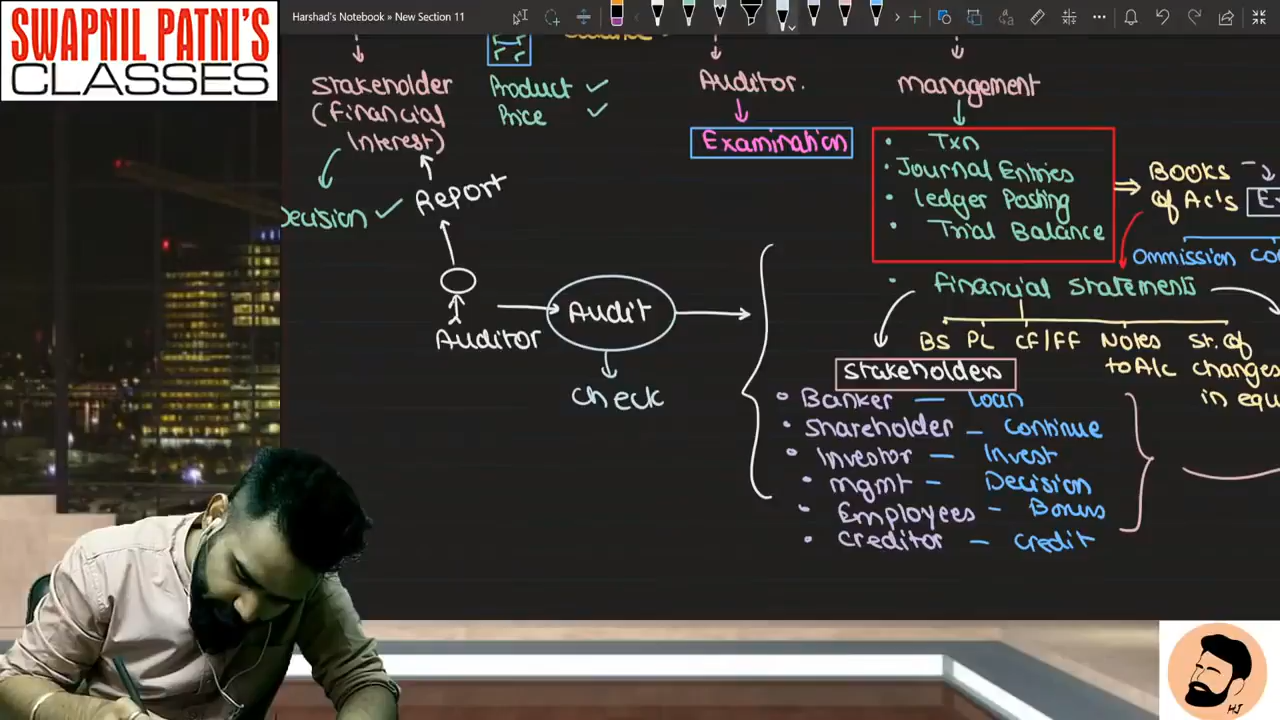 SWAPNIL PATNI'S
CLASSES
Harshad's Notebook » New Section 11
Stakeholder
(Financial
Interest)
Product ✓
Price ✓
Auditor.
Examination
management
• Txn
• Journal Entries
• Ledger Posting
• Trial Balance
Books
of Ac's
Ommission
• Financial Statements
BS PL CF/FF Notes to A/c St. of changes in equ
Decision ✓
Report
Auditor
Audit
check
Stakeholders
• Banker — Loan
• Shareholder — Continue
• Investor — Invest
• Mgmt — Decision
• Employees — Bonus
• Creditor — Credit
HJ